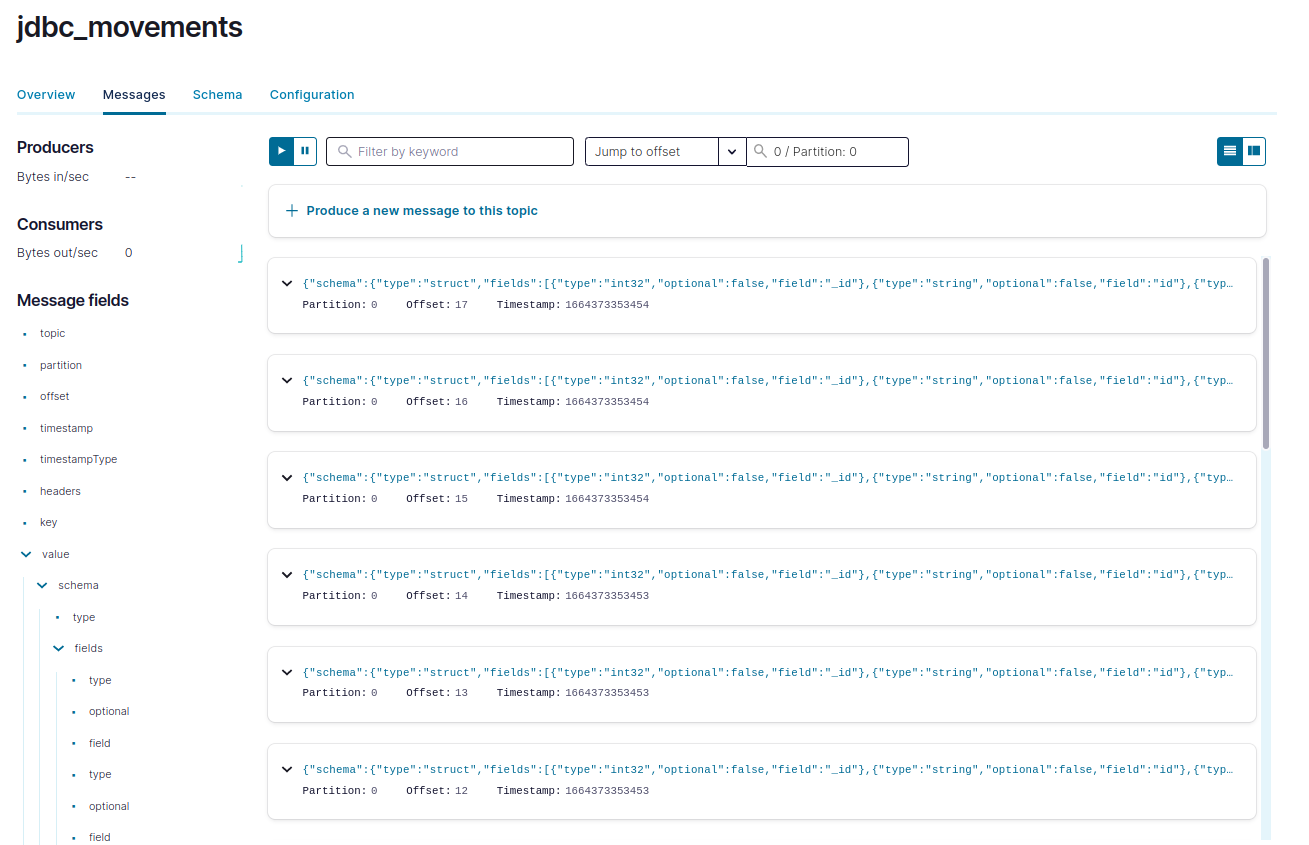 jdbc_movements
Overview Messages Schema Configuration
Producers
Bytes in/sec --
Consumers
Bytes out/sec 0
Message fields
topic
partition
offset
timestamp
timestampType
headers
key
value
schema
type
fields
type
optional
field
type
optional
field
Filter by keyword Jump to offset 0 / Partition: 0
Produce a new message to this topic
{"schema":{"type":"struct","fields":[{"type":"int32","optional":false,"field":"_id"},{"type":"string","optional":false,"field":"id"},{"typ…
Partition: 0 Offset: 17 Timestamp: 1664373353454
{"schema":{"type":"struct","fields":[{"type":"int32","optional":false,"field":"_id"},{"type":"string","optional":false,"field":"id"},{"typ…
Partition: 0 Offset: 16 Timestamp: 1664373353454
{"schema":{"type":"struct","fields":[{"type":"int32","optional":false,"field":"_id"},{"type":"string","optional":false,"field":"id"},{"typ…
Partition: 0 Offset: 15 Timestamp: 1664373353454
{"schema":{"type":"struct","fields":[{"type":"int32","optional":false,"field":"_id"},{"type":"string","optional":false,"field":"id"},{"typ…
Partition: 0 Offset: 14 Timestamp: 1664373353453
{"schema":{"type":"struct","fields":[{"type":"int32","optional":false,"field":"_id"},{"type":"string","optional":false,"field":"id"},{"typ…
Partition: 0 Offset: 13 Timestamp: 1664373353453
{"schema":{"type":"struct","fields":[{"type":"int32","optional":false,"field":"_id"},{"type":"string","optional":false,"field":"id"},{"typ…
Partition: 0 Offset: 12 Timestamp: 1664373353453